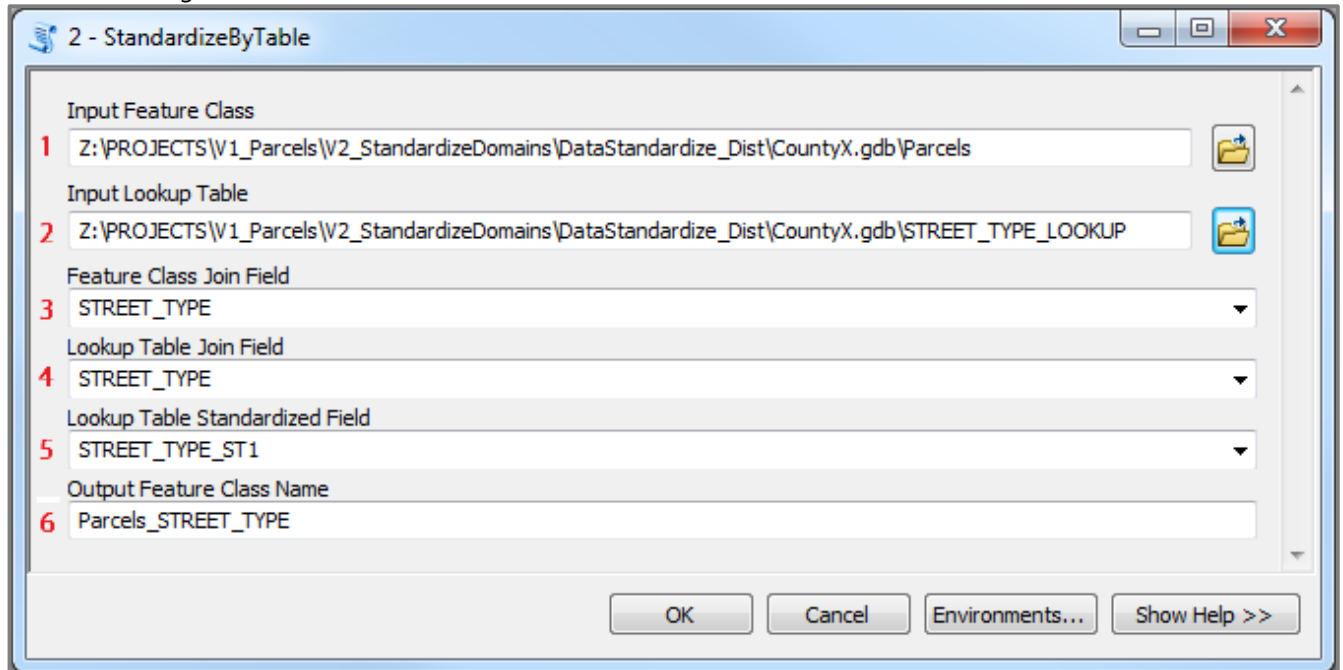 2 - StandardizeByTable
Input Feature Class
1 Z:\PROJECTS\V1_Parcels\V2_StandardizeDomains\DataStandardize_Dist\CountyX.gdb\Parcels
Input Lookup Table
2 Z:\PROJECTS\V1_Parcels\V2_StandardizeDomains\DataStandardize_Dist\CountyX.gdb\STREET_TYPE_LOOKUP
Feature Class Join Field
3 STREET_TYPE
Lookup Table Join Field
4 STREET_TYPE
Lookup Table Standardized Field
5 STREET_TYPE_ST1
Output Feature Class Name
6 Parcels_STREET_TYPE
OK Cancel Environments... Show Help >>